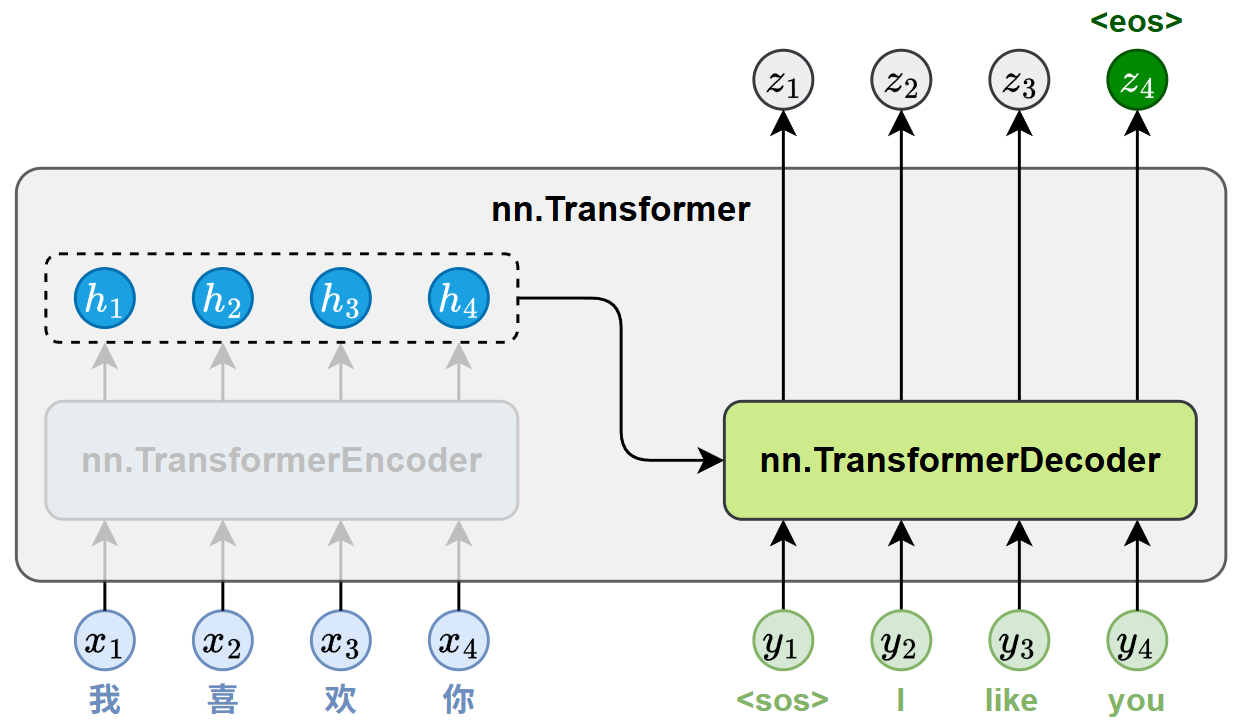 <eos>
z1 z2 z3 z4
nn.Transformer
h1 h2 h3 h4
nn.TransformerEncoder
nn.TransformerDecoder
x1 x2 x3 x4 y1 y2 y3 y4
我 喜 欢 你 <sos> I like you